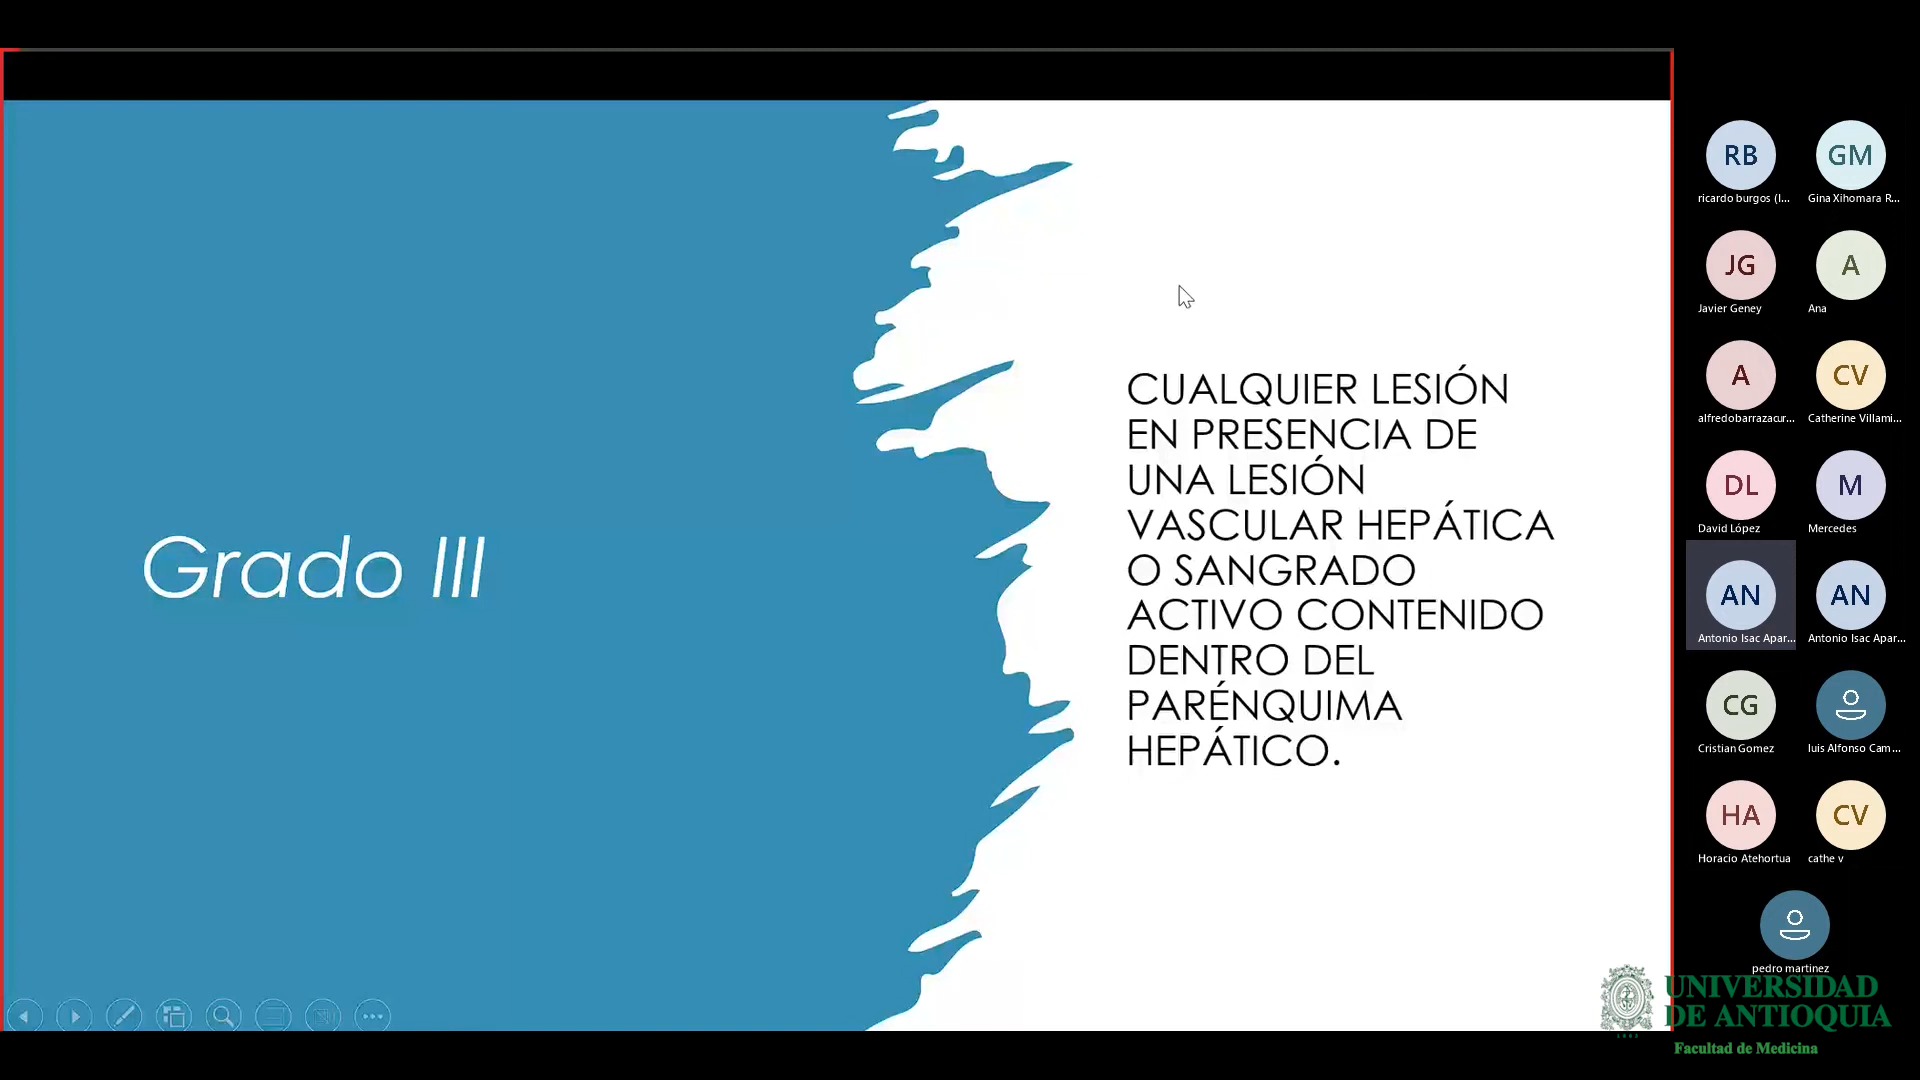 Grado III
CUALQUIER LESIÓN
EN PRESENCIA DE
UNA LESIÓN
VASCULAR HEPÁTICA
O SANGRADO
ACTIVO CONTENIDO
DENTRO DEL
PARÉNQUIMA
HEPÁTICO.
RB
GM
ricardo burgos (I...
Gina Xihomara R...
JG
A
Javier Geney
Ana
A
CV
alfredobarrazacur...
Catherine Villami...
DL
M
David López
Mercedes
AN
AN
Antonio Isac Apar...
Antonio Isac Apar...
CG
Cristian Gomez
luis Alfonso Cam...
HA
CV
Horacio Atehortua
cathe v
pedro martinez
UNIVERSIDAD
DE ANTIOQUIA
Facultad de Medicina